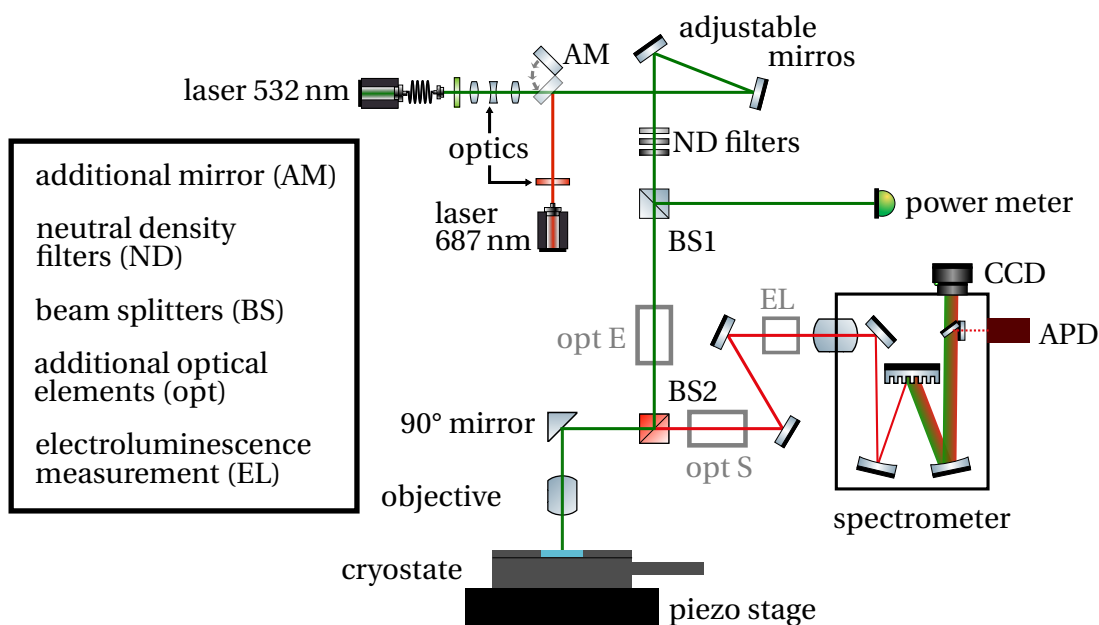 AM
adjustable
mirros
laser 532 nm
optics
ND filters
laser
687 nm
power meter
BS1
additional mirror (AM)
neutral density
filters (ND)
beam splitters (BS)
additional optical
elements (opt)
electroluminescence
measurement (EL)
CCD
EL
APD
opt E
BS2
90° mirror
opt S
objective
spectrometer
cryostate
piezo stage